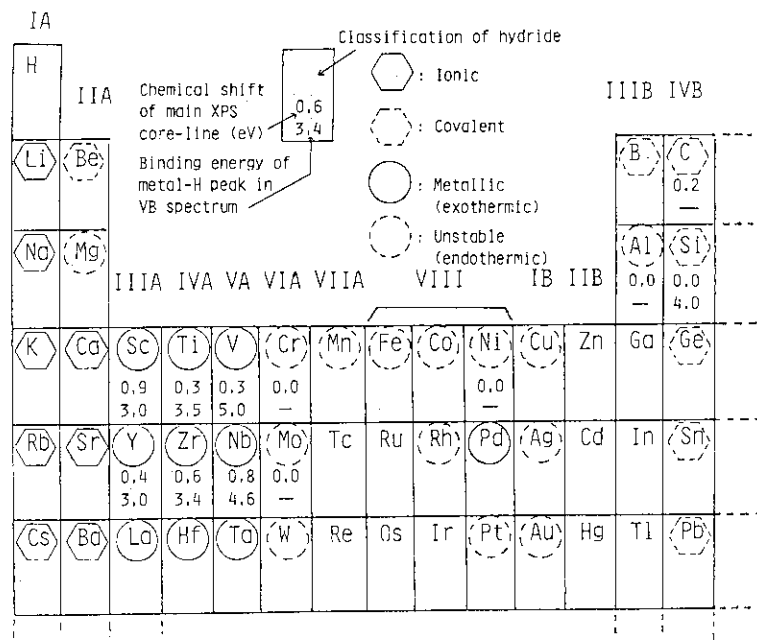 IA
H
IIA
Classification of hydride
Chemical shift
of main XPS
core-line (eV)
0.6
3.4
Binding energy of
metal-H peak in
VB spectrum
: Ionic
: Covalent
: Metallic
(exothermic)
: Unstable
(endothermic)
IIIB IVB
Li Be B C
0.2
—
Na Mg Al Si
0.0 0.0
— 4.0
IIIA IVA VA VIA VIIA VIII IB IIB
K Ca Sc Ti V Cr Mn Fe Co Ni Cu Zn Ga Ge
0.9 0.3 0.3 0.0 0.0
3.0 3.5 5.0 — —
Rb Sr Y Zr Nb Mo Tc Ru Rh Pd Ag Cd In Sn
0.4 0.6 0.8 0.0
3.0 3.4 4.6 —
Cs Ba La Hf Ta W Re Os Ir Pt Au Hg Tl Pb